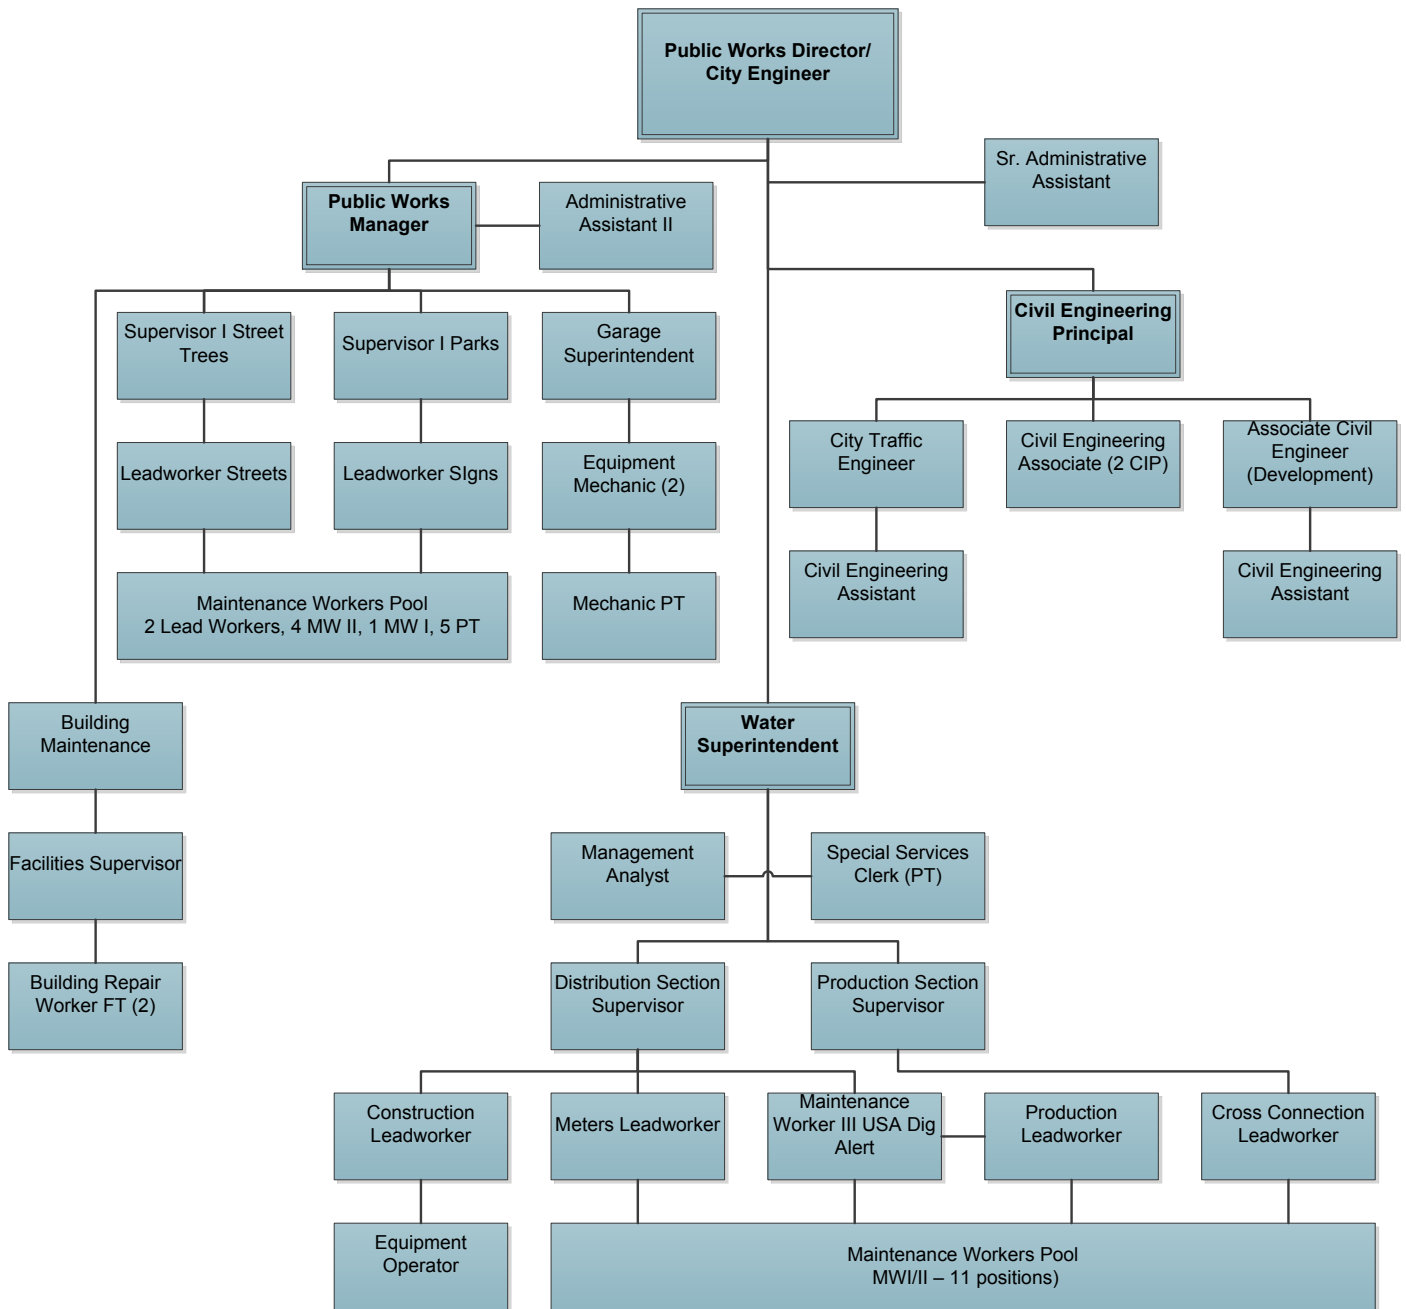 Public Works Director/
City Engineer
Sr. Administrative
Assistant
Public Works
Manager
Administrative
Assistant II
Civil Engineering
Principal
Supervisor I Street
Trees
Supervisor I Parks
Garage
Superintendent
City Traffic
Engineer
Civil Engineering
Associate (2 CIP)
Associate Civil
Engineer
(Development)
Leadworker Streets
Leadworker SIgns
Equipment
Mechanic (2)
Civil Engineering
Assistant
Civil Engineering
Assistant
Maintenance Workers Pool
2 Lead Workers, 4 MW II, 1 MW I, 5 PT
Mechanic PT
Building
Maintenance
Water
Superintendent
Facilities Supervisor
Management
Analyst
Special Services
Clerk (PT)
Building Repair
Worker FT (2)
Distribution Section
Supervisor
Production Section
Supervisor
Construction
Leadworker
Meters Leadworker
Maintenance
Worker III USA Dig
Alert
Production
Leadworker
Cross Connection
Leadworker
Equipment
Operator
Maintenance Workers Pool
MWI/II – 11 positions)